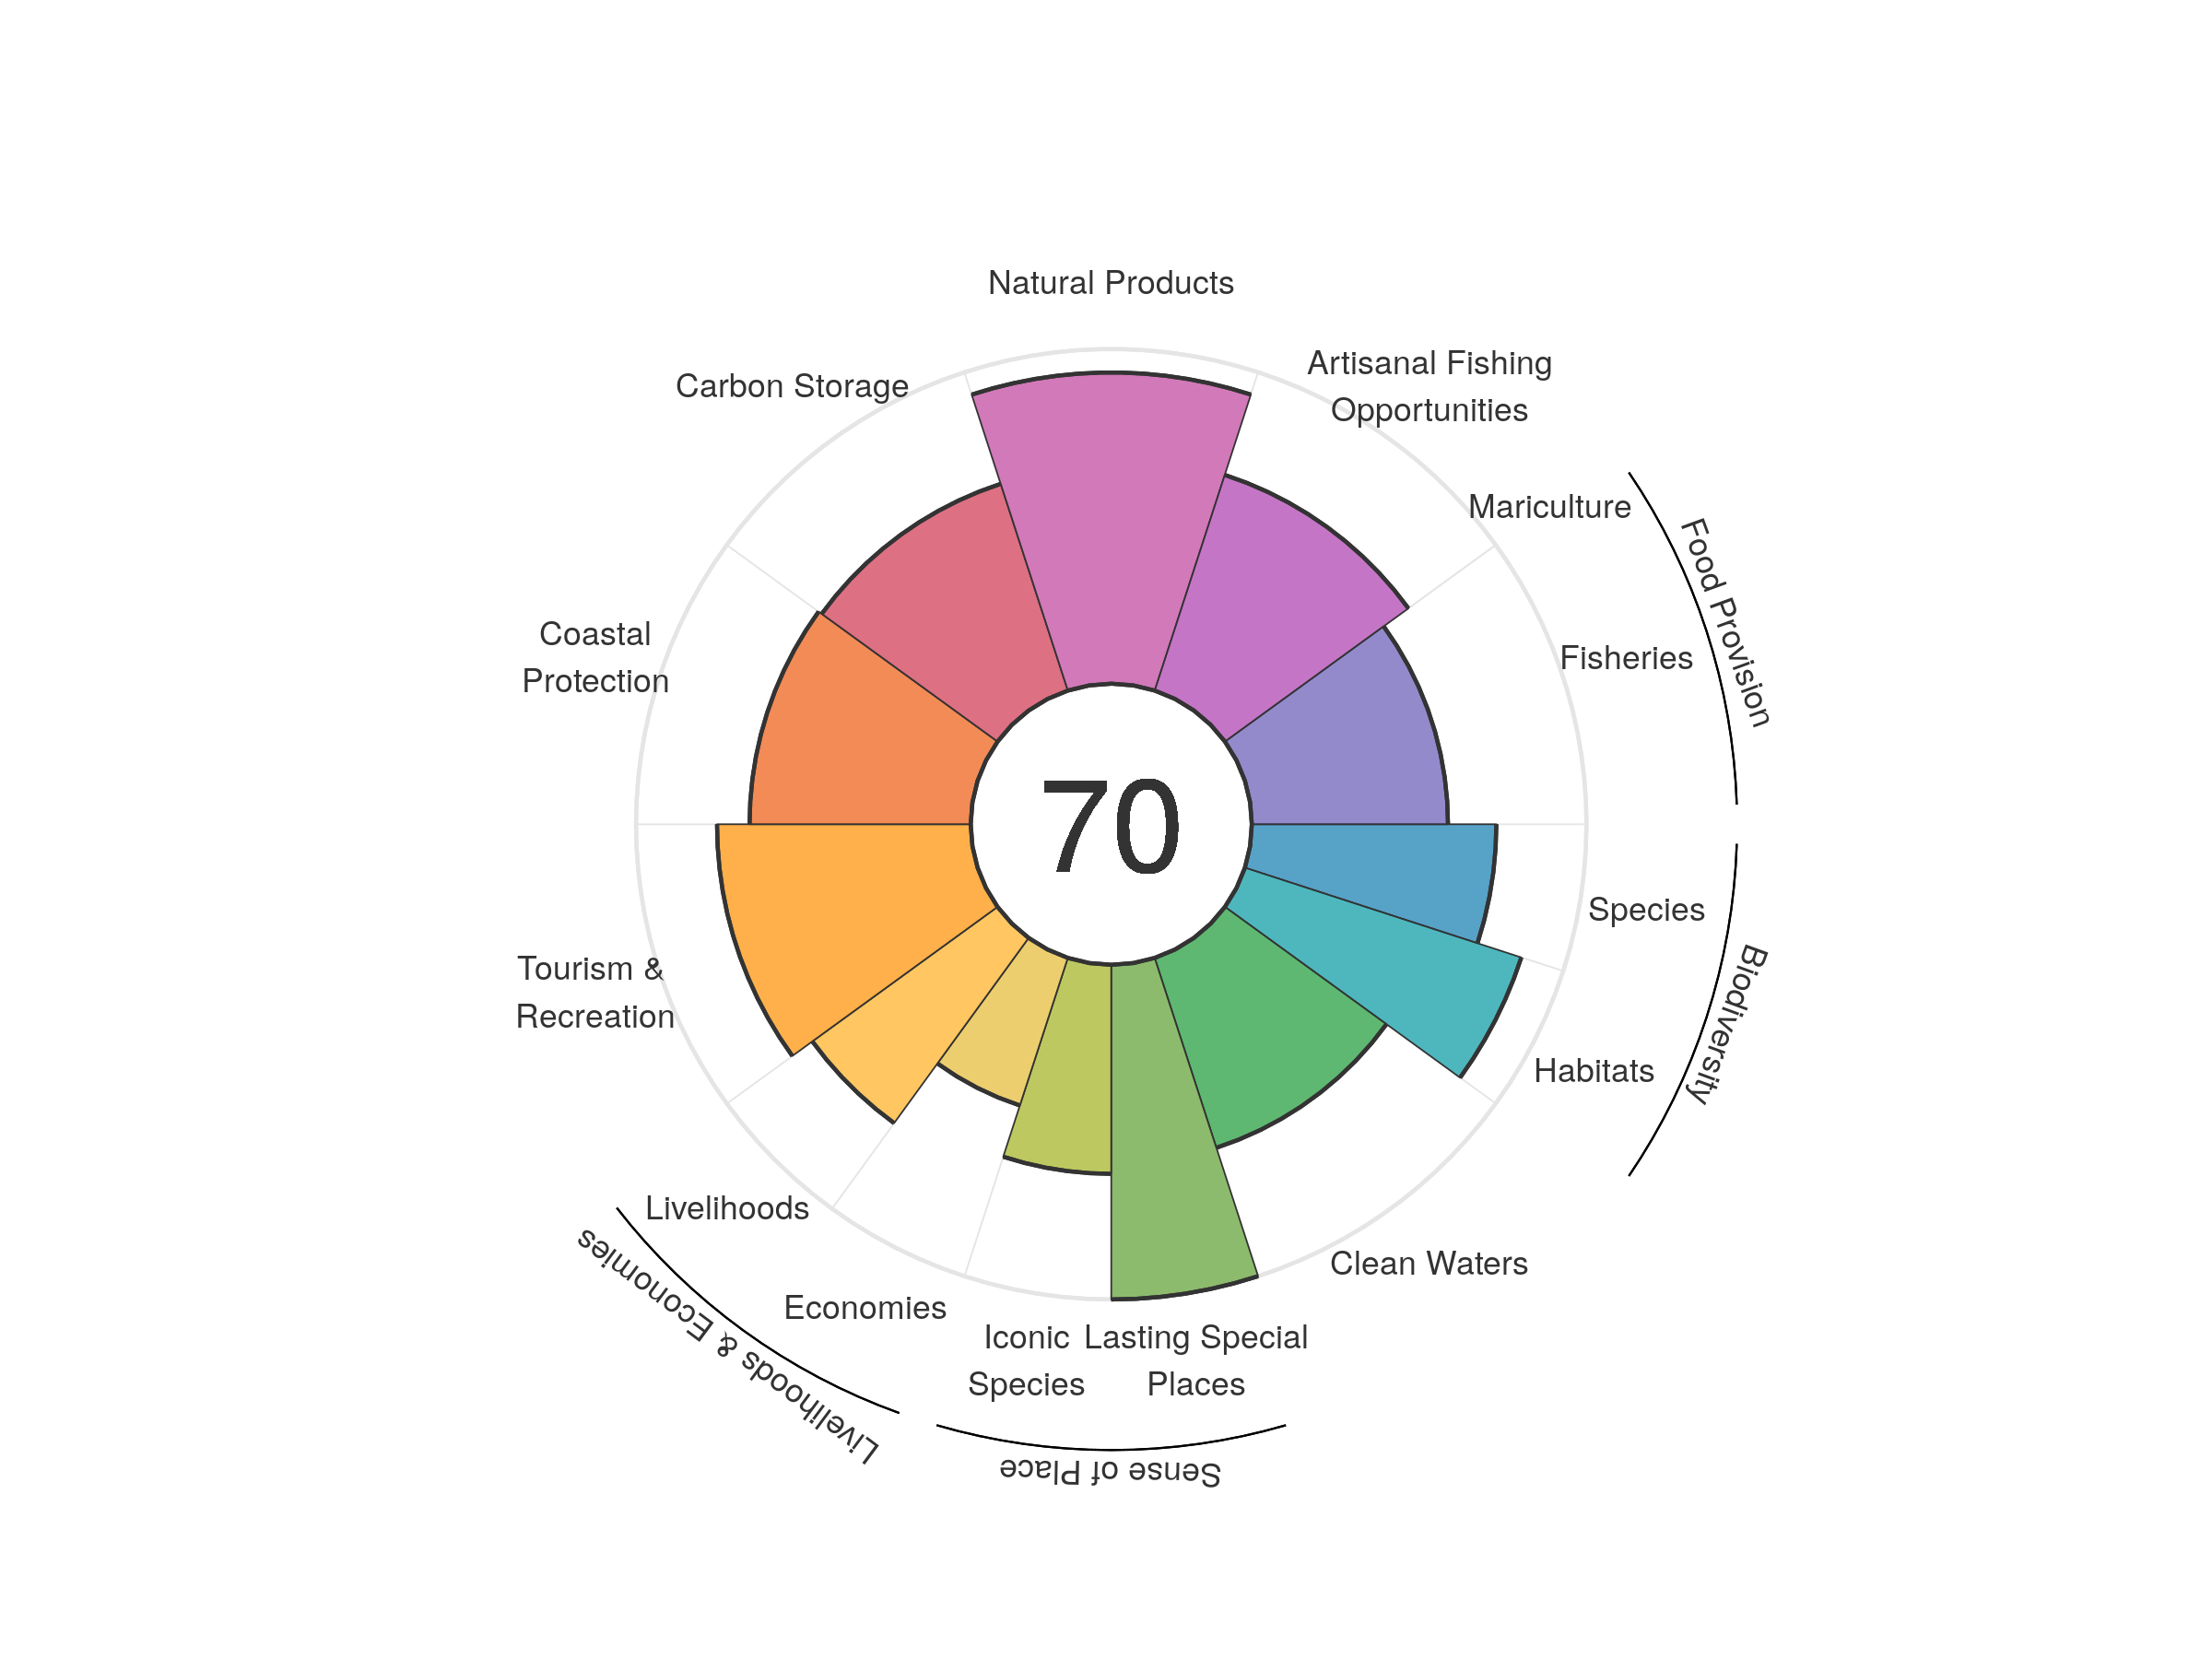 Natural Products
Carbon Storage
Artisanal Fishing
Opportunities
Mariculture
Food Provision
Coastal
Protection
Fisheries
70
Species
Biodiversity
Tourism &
Recreation
Habitats
Livelihoods
Livelihoods & Economies
Clean Waters
Economies
Iconic
Species
Lasting Special
Places
Sense of Place